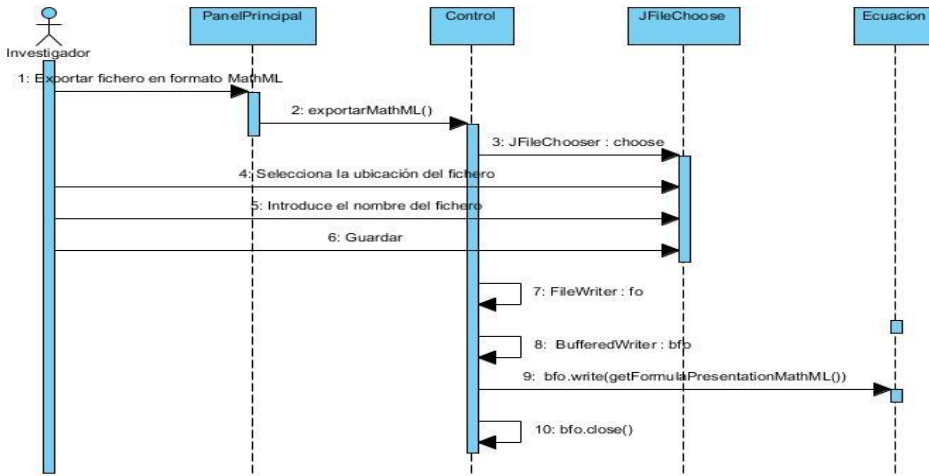 PanelPrincipal
Control
JFileChoose
Ecuacion
Investigador
1: Exportar fichero en formato MathML
2: exportarMathML()
3: JFileChooser : choose
4: Selecciona la ubicación del fichero
5: Introduce el nombre del fichero
6: Guardar
7: FileWriter : fo
8: BufferedWriter : bfo
9: bfo.write(getFormulaPresentationMathML())
10: bfo.close()